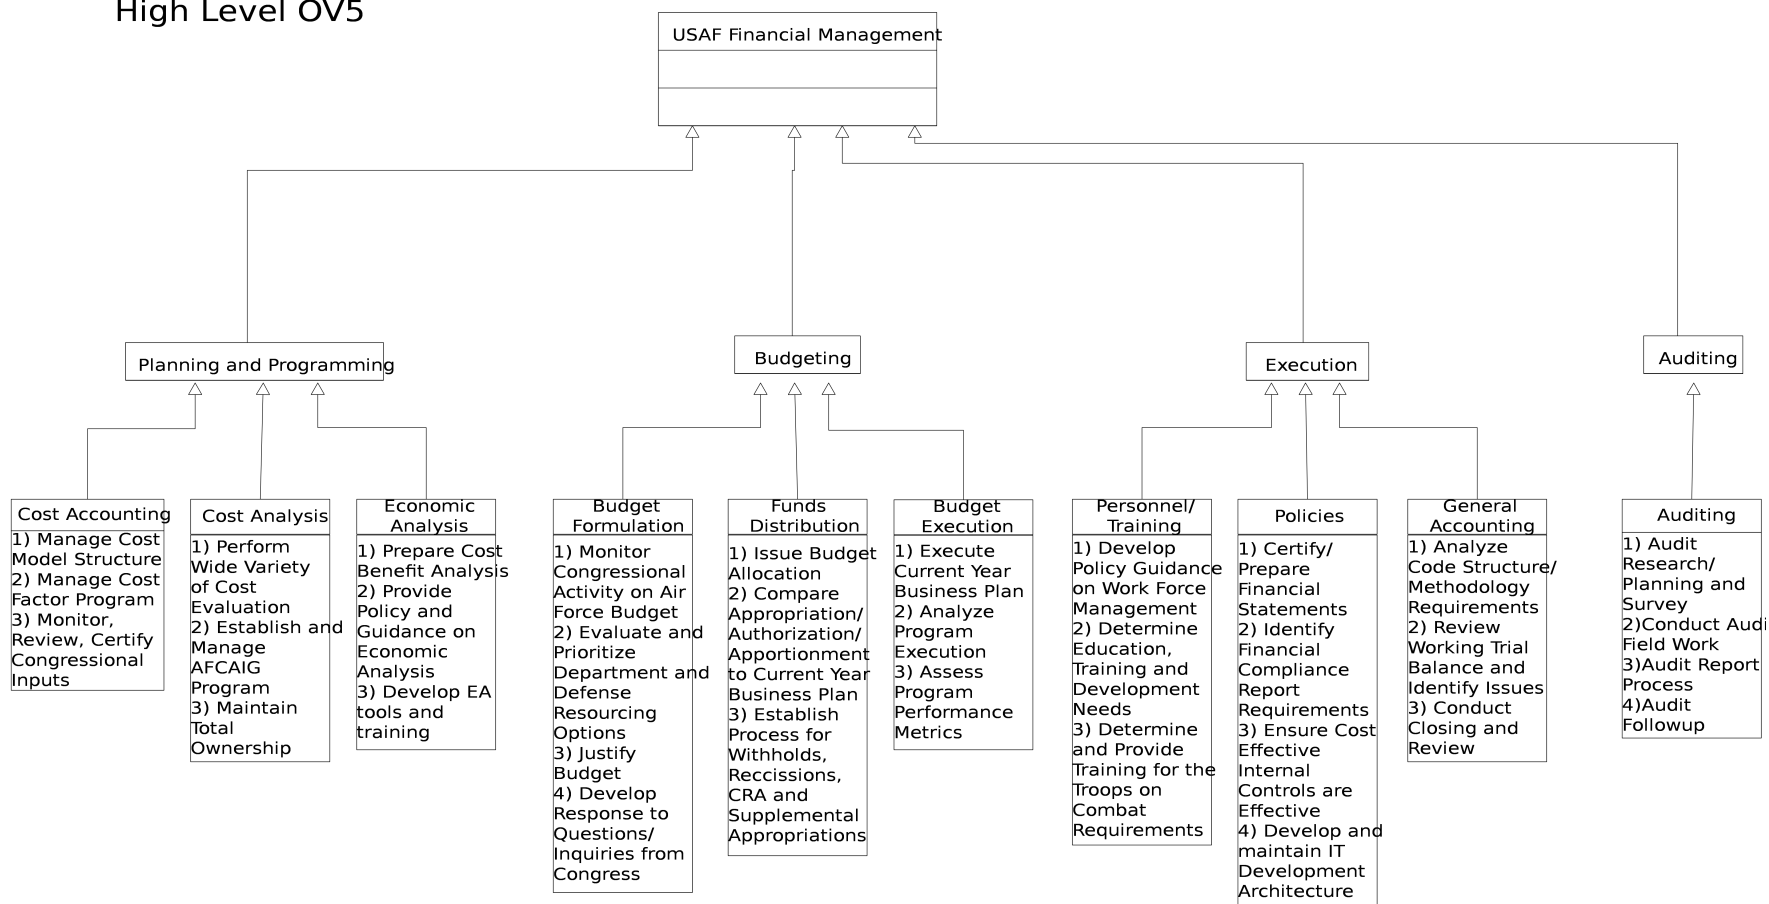 High Level OV5
USAF Financial Management
Planning and Programming
Budgeting
Execution
Auditing
Cost Accounting
1) Manage Cost
Model Structure
2) Manage Cost
Factor Program
3) Monitor,
Review, Certify
Congressional
Inputs
Cost Analysis
1) Perform
Wide Variety
of Cost
Evaluation
2) Establish and
Manage
AFCAIG
Program
3) Maintain
Total
Ownership
Economic
Analysis
1) Prepare Cost
Benefit Analysis
2) Provide
Policy and
Guidance on
Economic
Analysis
3) Develop EA
tools and
training
Budget
Formulation
1) Monitor
Congressional
Activity on Air
Force Budget
2) Evaluate and
Prioritize
Department and
Defense
Resourcing
Options
3) Justify
Budget
4) Develop
Response to
Questions/
Inquiries from
Congress
Funds
Distribution
1) Issue Budget
Allocation
2) Compare
Appropriation/
Authorization/
Apportionment
to Current Year
Business Plan
3) Establish
Process for
Withholds,
Reccissions,
CRA and
Supplemental
Appropriations
Budget
Execution
1) Execute
Current Year
Business Plan
2) Analyze
Program
Execution
3) Assess
Program
Performance
Metrics
Personnel/
Training
1) Develop
Policy Guidance
on Work Force
Management
2) Determine
Education,
Training and
Development
Needs
3) Determine
and Provide
Training for the
Troops on
Combat
Requirements
Policies
1) Certify/
Prepare
Financial
Statements
2) Identify
Financial
Compliance
Report
Requirements
3) Ensure Cost
Effective
Internal
Controls are
Effective
4) Develop and
maintain IT
Development
Architecture
General
Accounting
1) Analyze
Code Structure/
Methodology
Requirements
2) Review
Working Trial
Balance and
Identify Issues
3) Conduct
Closing and
Review
Auditing
1) Audit
Research/
Planning and
Survey
2)Conduct Audi
Field Work
3)Audit Report
Process
4)Audit
Followup